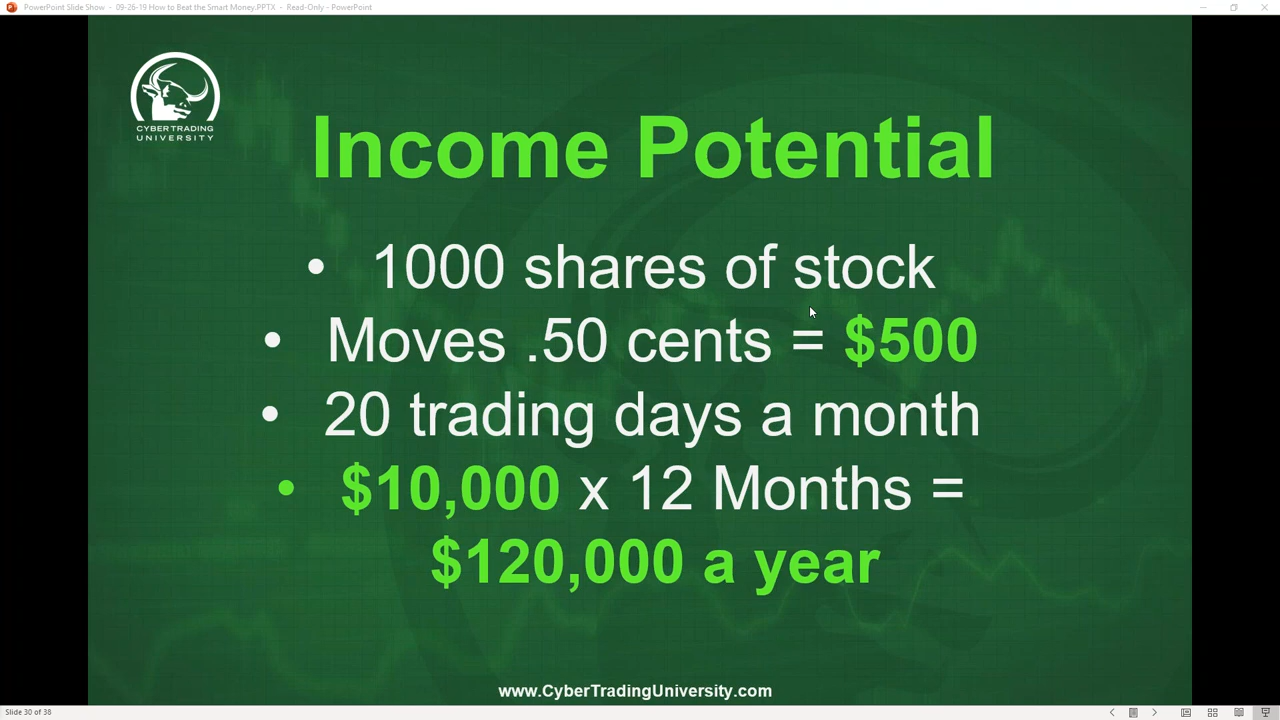 PowerPoint Slide Show - 09-26-19 How to Beat the Smart Money.PPTX - Read-Only - PowerPoint
CYBER TRADING
UNIVERSITY
Income Potential
• 1000 shares of stock
• Moves .50 cents = $500
• 20 trading days a month
• $10,000 x 12 Months =
$120,000 a year
www.CyberTradingUniversity.com
Slide 30 of 38